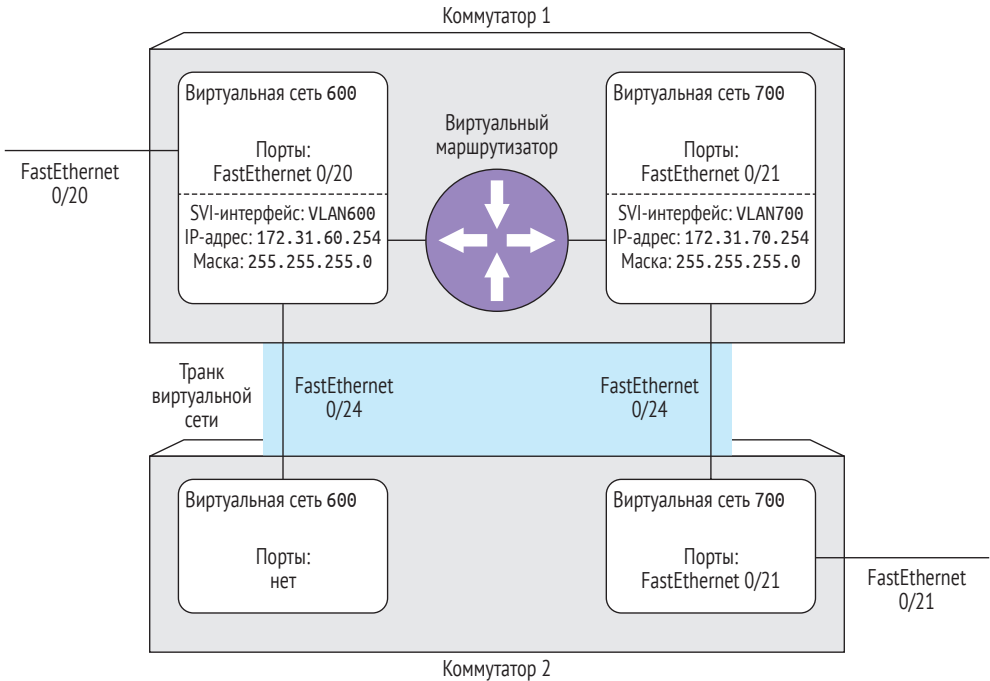 Коммутатор 1
Виртуальная сеть 600
Порты:
FastEthernet 0/20
SVI-интерфейс: VLAN600
IP-адрес: 172.31.60.254
Маска: 255.255.255.0
Виртуальный
маршрутизатор
Виртуальная сеть 700
Порты:
FastEthernet 0/21
SVI-интерфейс: VLAN700
IP-адрес: 172.31.70.254
Маска: 255.255.255.0
FastEthernet
0/20
Транк
виртуальной
сети
FastEthernet
0/24
FastEthernet
0/24
Виртуальная сеть 600
Порты:
нет
Виртуальная сеть 700
Порты:
FastEthernet 0/21
FastEthernet
0/21
Коммутатор 2